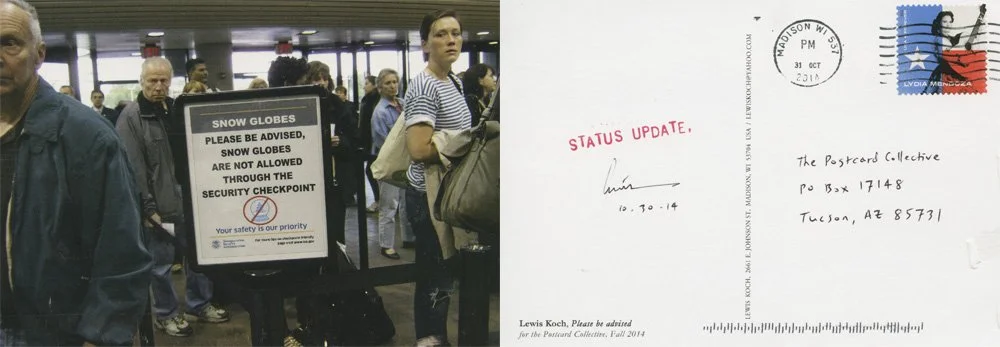 SNOW GLOBES
PLEASE BE ADVISED,
SNOW GLOBES
ARE NOT ALLOWED
THROUGH THE
SECURITY CHECKPOINT
Your safety is our priority
STATUS UPDATE.
10.30-14
Lewis Koch, Please be advised
for the Postcard Collective, Fall 2014
LEWIS KOCH, 2661 E. JOHNSON ST. MADISON, WI 53704 USA / LEWISKOCH@YAHOO.COM
MADISON WI 537
PM
31 OCT
2014
LYDIA MENDOZA
The Postcard Collective
PO Box 17148
Tucson, AZ 85731